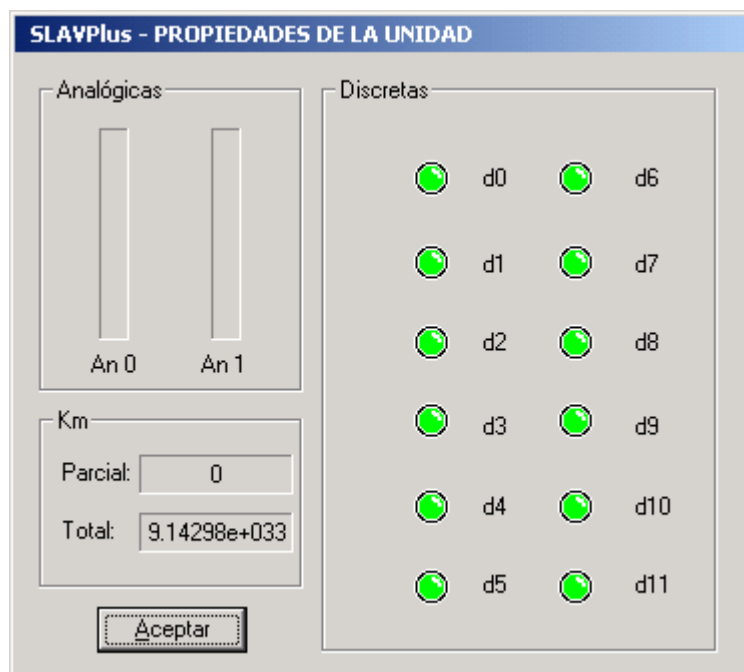 SLAVPlus - PROPIEDADES DE LA UNIDAD
Analógicas
An 0 An 1
Km
Parcial: 0
Total: 9.14298e+033
Aceptar
Discretas
d0 d6
d1 d7
d2 d8
d3 d9
d4 d10
d5 d11